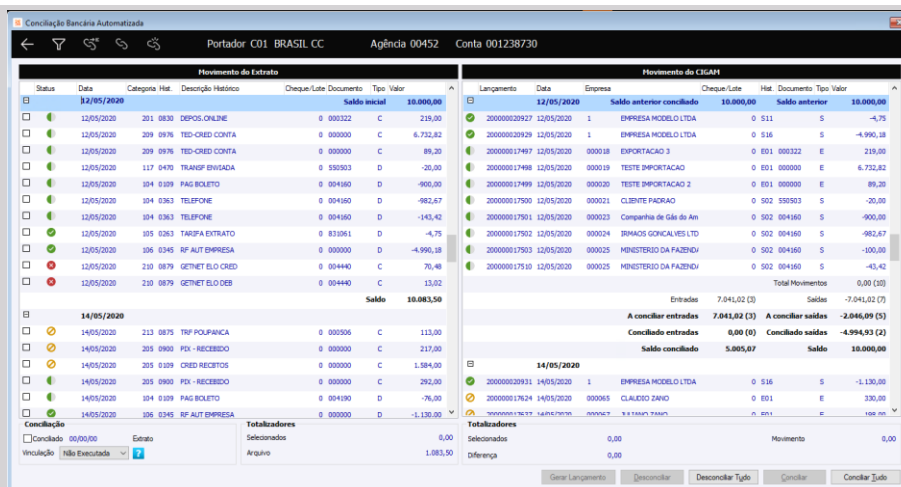 Conciliação Bancária Automatizada
Portador C01 BRASIL CC Agência 00452 Conta 001238730
Movimento do Extrato
Status Data Categoria Hist. Descrição Histórico Cheque/Lote Documento Tipo Valor
12/05/2020 Saldo inicial 10.000,00
12/05/2020 201 0830 DEPOS.ONLINE 0 000322 C 219,00
12/05/2020 209 0976 TED-CRED CONTA 0 000000 C 6.732,82
12/05/2020 209 0976 TED-CRED CONTA 0 000000 C 89,20
12/05/2020 117 0470 TRANSF ENVIADA 0 550503 D -20,00
12/05/2020 104 0109 PAG BOLETO 0 004160 D -900,00
12/05/2020 104 0363 TELEFONE 0 004160 D -982,67
12/05/2020 104 0363 TELEFONE 0 004160 D -143,42
12/05/2020 105 0263 TARIFA EXTRATO 0 831061 D -4,75
12/05/2020 106 0345 RF AUT EMPRESA 0 000000 D -4.990,18
12/05/2020 210 0879 GETNET ELO CRED 0 004440 C 70,48
12/05/2020 210 0879 GETNET ELO DEB 0 004440 C 13,02
Saldo 10.083,50
14/05/2020
14/05/2020 213 0875 TRF POUPANCA 0 000506 C 113,00
14/05/2020 205 0900 PIX - RECEBIDO 0 000000 C 217,00
14/05/2020 205 0109 CRED RECBTOS 0 000000 C 1.584,00
14/05/2020 205 0900 PIX - RECEBIDO 0 000000 C 292,00
14/05/2020 104 0109 PAG BOLETO 0 004190 D -76,00
14/05/2020 106 0345 RF AUT EMPRESA 0 000000 D -1.130,00
Movimento do CIGAM
Lançamento Data Empresa Cheque/Lote Hist. Documento Tipo Valor
12/05/2020 Saldo anterior conciliado 10.000,00 Saldo anterior 10.000,00
200000020927 12/05/2020 1 EMPRESA MODELO LTDA 0 511 S -4,75
200000020929 12/05/2020 1 EMPRESA MODELO LTDA 0 516 S -4.990,18
200000017497 12/05/2020 000018 EXPORTACAO 3 0 E01 000322 E 219,00
200000017498 12/05/2020 000019 TESTE IMPORTACAO 0 E01 000000 E 6.732,82
200000017499 12/05/2020 000020 TESTE IMPORTACAO 2 0 E01 000000 E 89,20
200000017500 12/05/2020 000021 CLIENTE PADRAO 0 S02 550503 S -20,00
200000017501 12/05/2020 000023 Companhia de Gás do Am 0 S02 004160 S -900,00
200000017502 12/05/2020 000024 IRMAOS GONCALVES LTD 0 S02 004160 S -982,67
200000017503 12/05/2020 000025 MINISTERIO DA FAZEND 0 S02 004160 S -100,00
200000017510 12/05/2020 000025 MINISTERIO DA FAZEND 0 S02 004160 S -43,42
Total Movimentos 0,00 (10)
Entradas 7.041,02 (3) Saídas -7.041,02 (7)
A conciliar entradas 7.041,02 (3) A conciliar saídas -2.046,09 (5)
Conciliado entradas 0,00 (0) Conciliado saídas -4.994,93 (2)
Saldo conciliado 5.005,07 Saldo 10.000,00
14/05/2020
200000020931 14/05/2020 1 EMPRESA MODELO LTDA 0 516 S -1.130,00
200000017624 14/05/2020 000065 CLAUDIO ZANO 0 E01 E 330,00
200000017637 14/05/2020 000067 JULIANO ZANO 0 E01 E 198,00
Conciliação
Conciliado 00/00/00 Extrato
Vinculação Não Executada ?
Totalizadores
Selecionados 0,00
Arquivo 1.083,50
Totalizadores
Selecionados 0,00 Movimento 0,00
Diferença 0,00
Gerar Lançamento Desconciliar Desconciliar Tudo Conciliar Conciliar Tudo